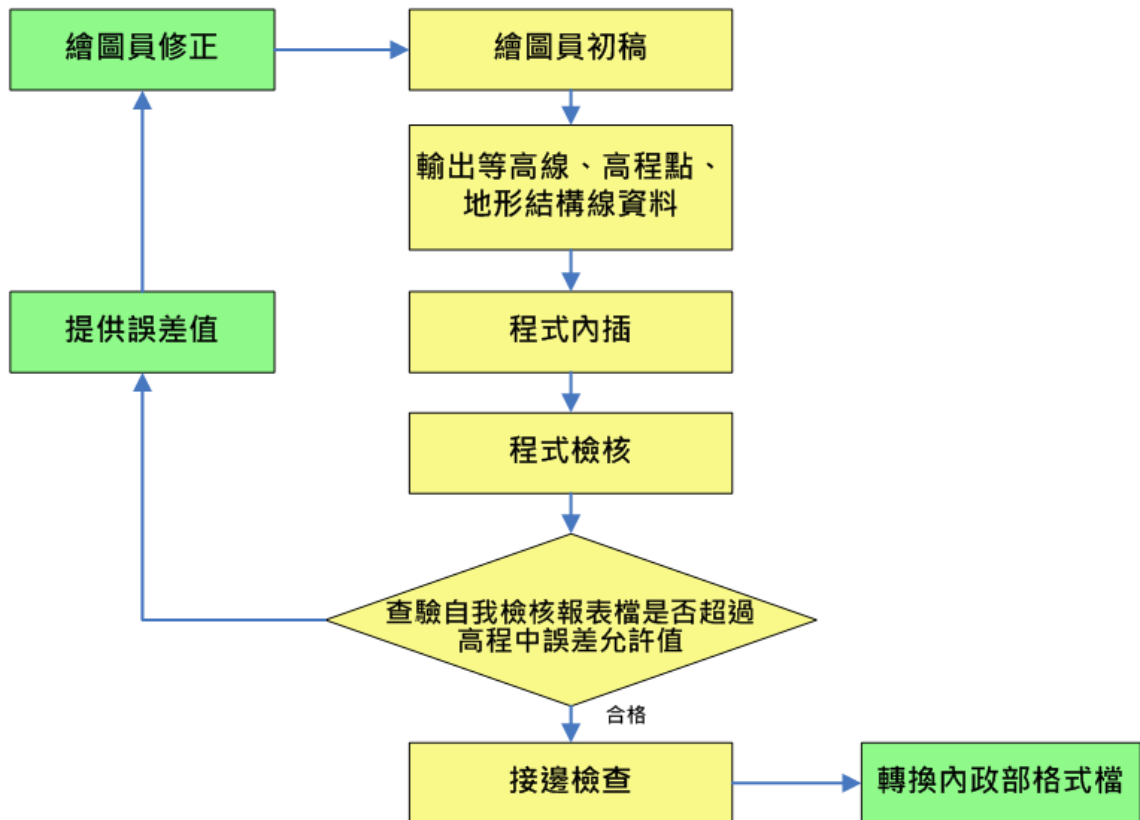 繪圖員修正
繪圖員初稿
輸出等高線、高程點、
地形結構線資料
提供誤差值
程式內插
程式檢核
查驗自我檢核報表檔是否超過
高程中誤差允許值
合格
接邊檢查
轉換內政部格式檔